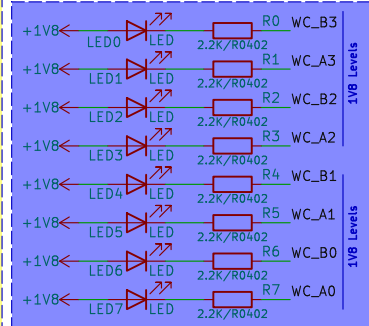 +1V8 LED0 LED 2.2K/R0402 R0 WC_B3
+1V8 LED1 LED 2.2K/R0402 R1 WC_A3
+1V8 LED2 LED 2.2K/R0402 R2 WC_B2
+1V8 LED3 LED 2.2K/R0402 R3 WC_A2
1V8 Levels
+1V8 LED4 LED 2.2K/R0402 R4 WC_B1
+1V8 LED5 LED 2.2K/R0402 R5 WC_A1
+1V8 LED6 LED 2.2K/R0402 R6 WC_B0
+1V8 LED7 LED 2.2K/R0402 R7 WC_A0
1V8 Levels